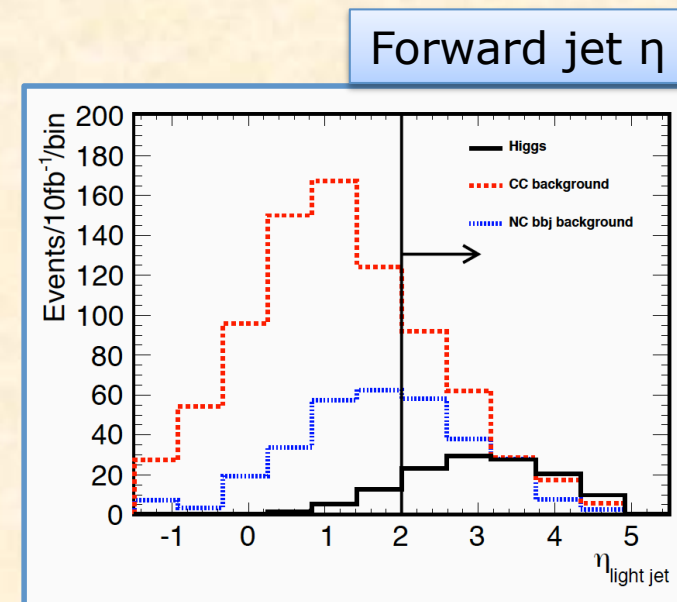 Forward jet η
Events/10fb⁻¹/bin
200
180
160
140
120
100
80
60
40
20
0
-1 0 1 2 3 4 5
Higgs
CC background
NC bbj background
η light jet